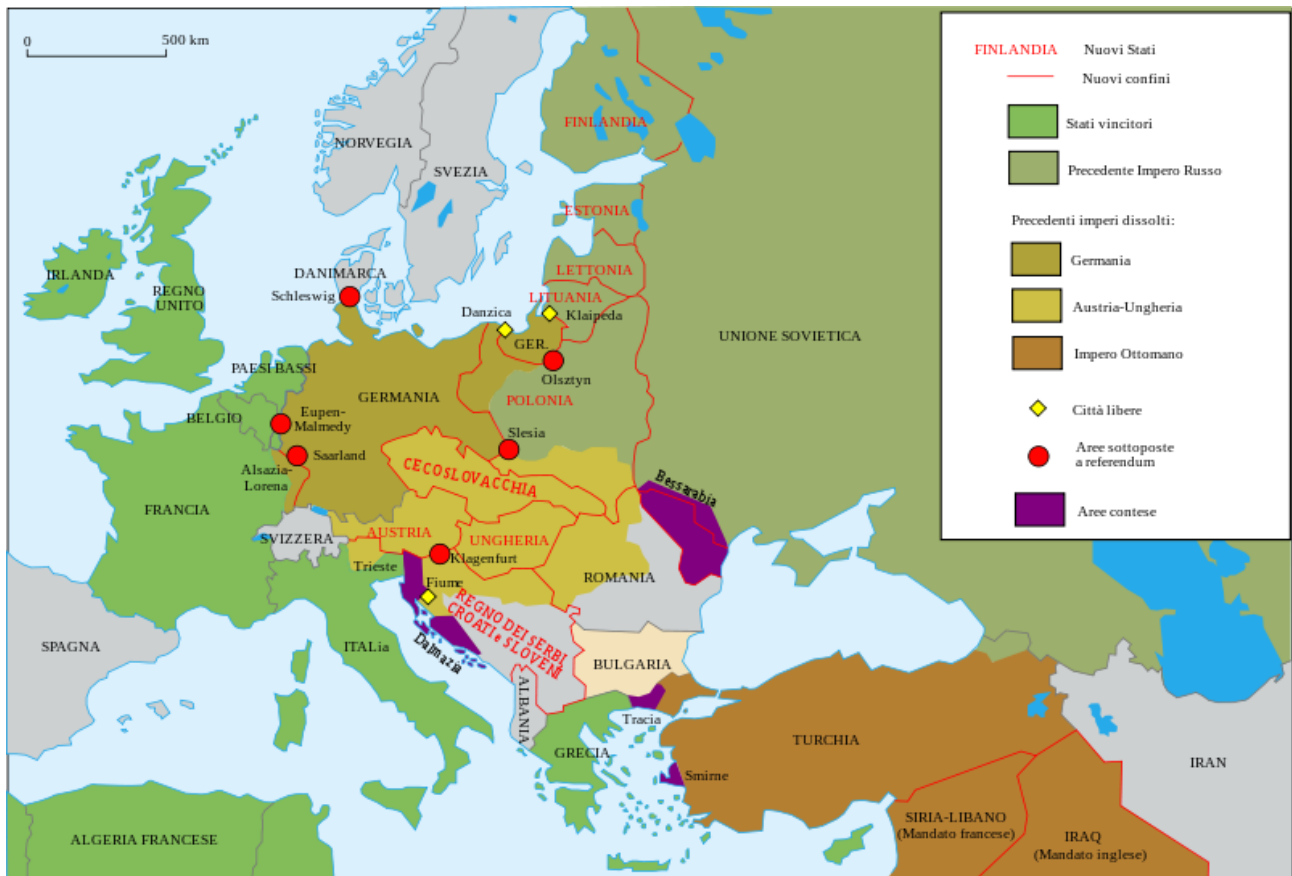 0
500 km
NORVEGIA
SVEZIA
FINLANDIA
ESTONIA
LETTONIA
LITUANIA
Klaipeda
IRLANDA
REGNO
UNITO
DANIMARCA
Schleswig
Danzica
GER.
Olsztyn
UNIONE SOVIETICA
PAESI BASSI
BELGIO
Eupen-
Malmedy
GERMANIA
POLONIA
Slesia
Saarland
Alsazia-
Lorena
CECOSLOVACCHIA
Bessarabia
FRANCIA
SVIZZERA
AUSTRIA
UNGHERIA
Klagenfurt
Trieste
Fiume
ROMANIA
REGNO DEI SERBI
CROATI e SLOVENI
Dalmazia
SPAGNA
ITALia
BULGARIA
ALBANIA
Tracia
GRECIA
TURCHIA
Smirne
IRAN
SIRIA-LIBANO
(Mandato francese)
IRAQ
(Mandato inglese)
ALGERIA FRANCESE
FINLANDIA Nuovi Stati
Nuovi confini
Stati vincitori
Precedente Impero Russo
Precedenti imperi dissolti:
Germania
Austria-Ungheria
Impero Ottomano
Città libere
Aree sottoposte
a referendum
Aree contese